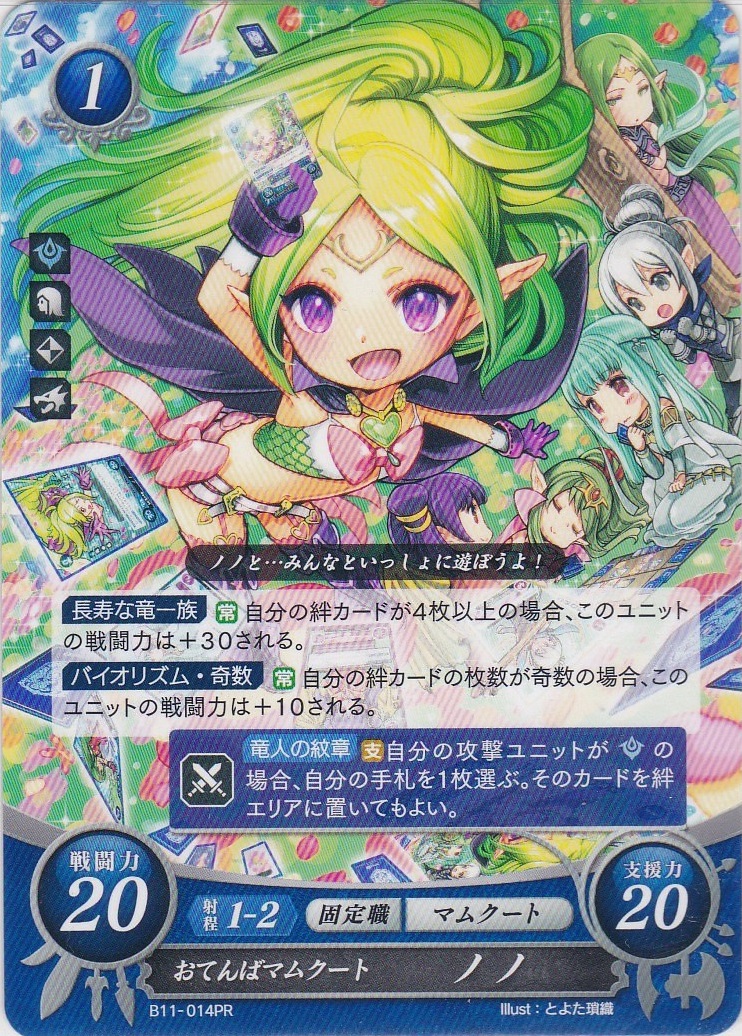 1
ノノと…みんなといっしょに遊ぼうよ!
長寿な竜一族 常 自分の絆カードが4枚以上の場合、このユニット
の戦闘力は+30される。
バイオリズム・奇数 常 自分の絆カードの枚数が奇数の場合、この
ユニットの戦闘力は+10される。
竜人の紋章 支 自分の攻撃ユニットが の
場合、自分の手札を1枚選ぶ。そのカードを絆
エリアに置いてもよい。
戦闘力
20
射程 1-2
固定職
マムクート
支援力
20
おてんばマムクート ノノ
B11-014PR
Illust:とよた瑣織